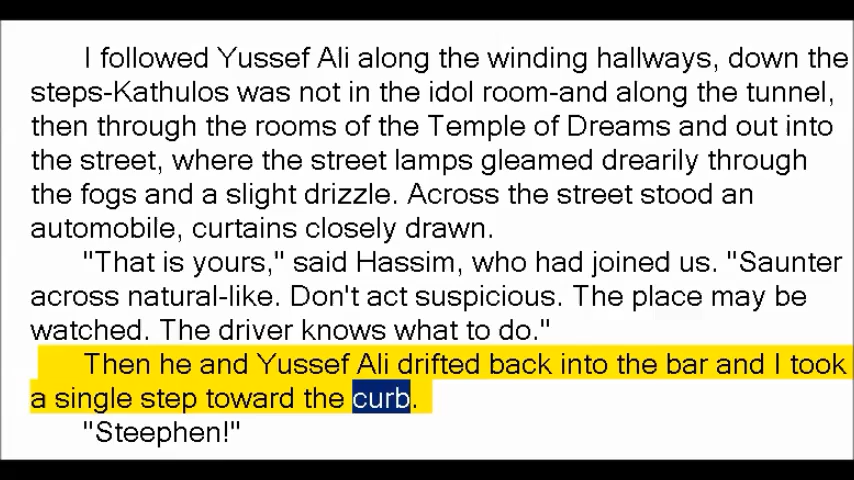 I followed Yussef Ali along the winding hallways, down the
steps-Kathulos was not in the idol room-and along the tunnel,
then through the rooms of the Temple of Dreams and out into
the street, where the street lamps gleamed drearily through
the fogs and a slight drizzle. Across the street stood an
automobile, curtains closely drawn.
"That is yours," said Hassim, who had joined us. "Saunter
across natural-like. Don't act suspicious. The place may be
watched. The driver knows what to do."
Then he and Yussef Ali drifted back into the bar and I took
a single step toward the curb.
"Steephen!"